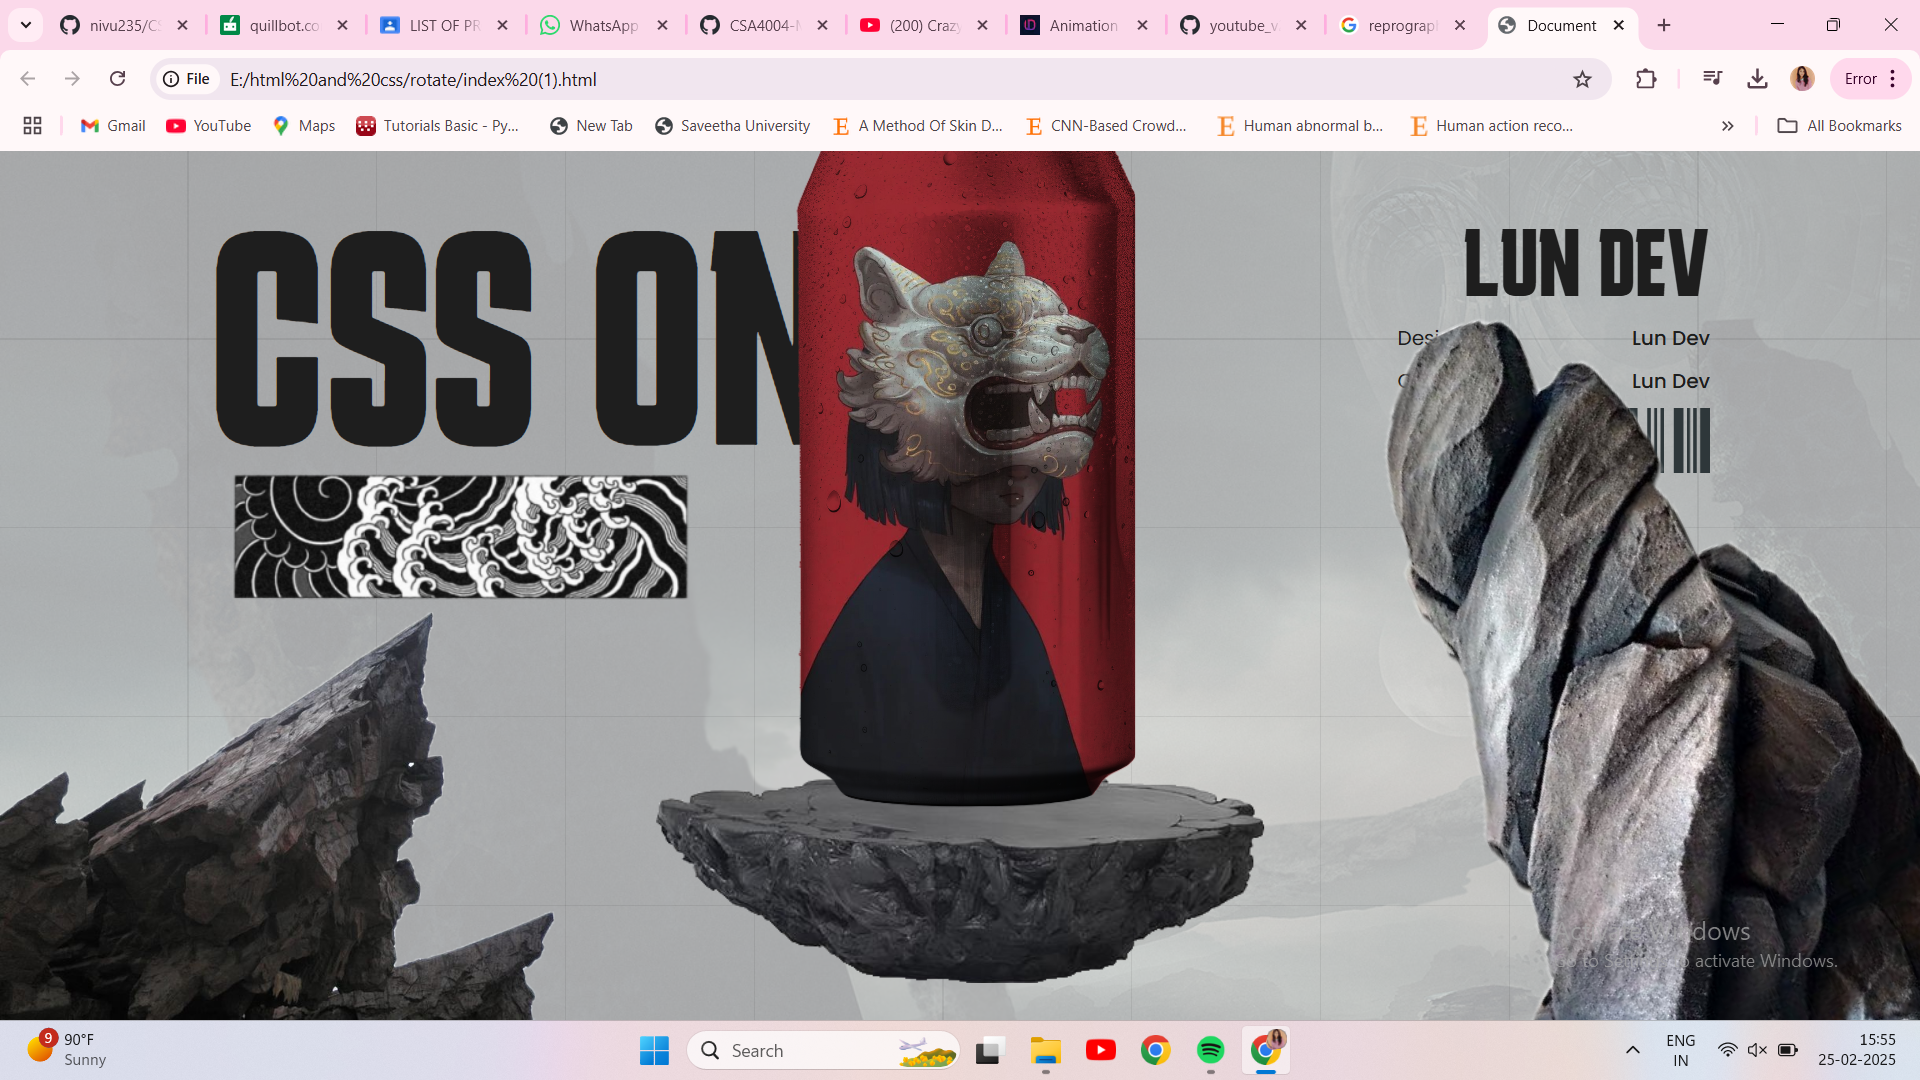 nivu235/CS
quillbot.co
LIST OF PR
WhatsApp
CSA4004-M
(200) Crazy
Animation
youtube_v
reprograp
Document
File
E:/html%20and%20css/rotate/index%20(1).html
Error
Gmail
YouTube
Maps
Tutorials Basic - Py...
New Tab
Saveetha University
A Method Of Skin D...
CNN-Based Crowd...
Human abnormal b...
Human action reco...
All Bookmarks
CSS ON
LUN DEV
Desi
Lun Dev
Lun Dev
dows
to activate Windows.
9
90°F
Sunny
Search
ENG
IN
15:55
25-02-2025